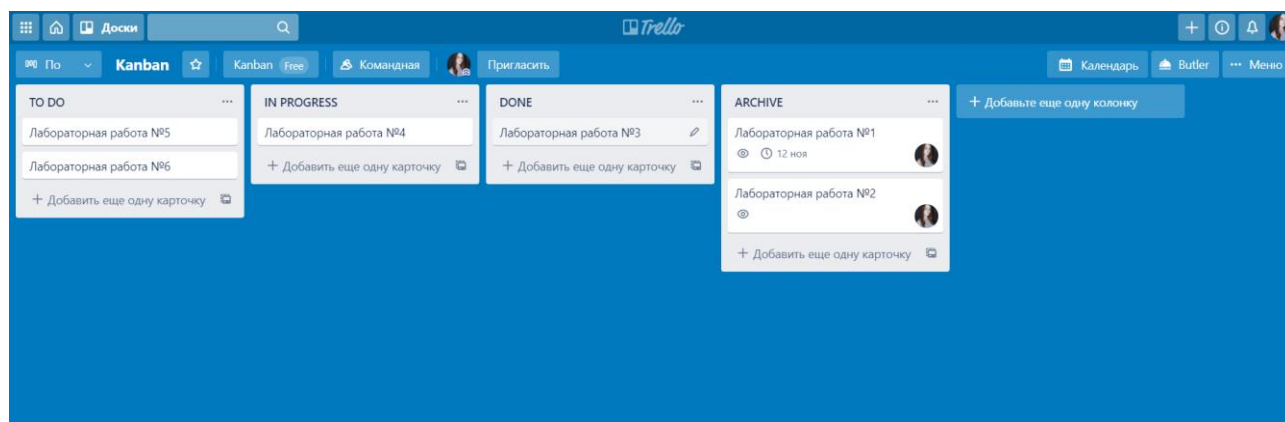 Доски
Trello
По
Kanban
Kanban Free
Командная
Пригласить
Календарь
Butler
Меню
TO DO
Лабораторная работа №5
Лабораторная работа №6
+ Добавить еще одну карточку
IN PROGRESS
Лабораторная работа №4
+ Добавить еще одну карточку
DONE
Лабораторная работа №3
+ Добавить еще одну карточку
ARCHIVE
Лабораторная работа №1
12 ноя
Лабораторная работа №2
+ Добавить еще одну карточку
+ Добавьте еще одну колонку